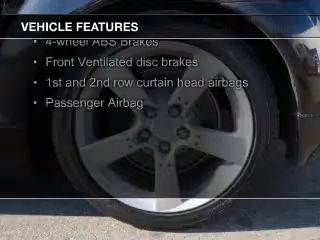 VEHICLE FEATURES
• 4-wheel ABS Brakes
• Front Ventilated disc brakes
• 1st and 2nd row curtain head airbags
• Passenger Airbag